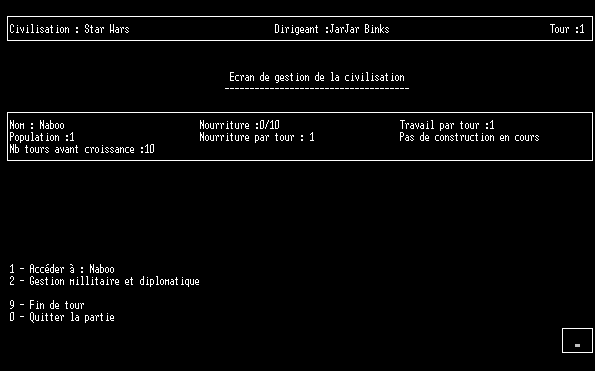 Civilisation : Star Wars Dirigeant :JarJar Binks Tour :1
Ecran de gestion de la civilisation
Nom : Naboo Nourriture :0/10 Travail par tour :1
Population :1 Nourriture par tour : 1 Pas de construction en cours
Nb tours avant croissance :10
1 - Accéder à : Naboo
2 - Gestion millitaire et diplomatique
9 - Fin de tour
0 - Quitter la partie